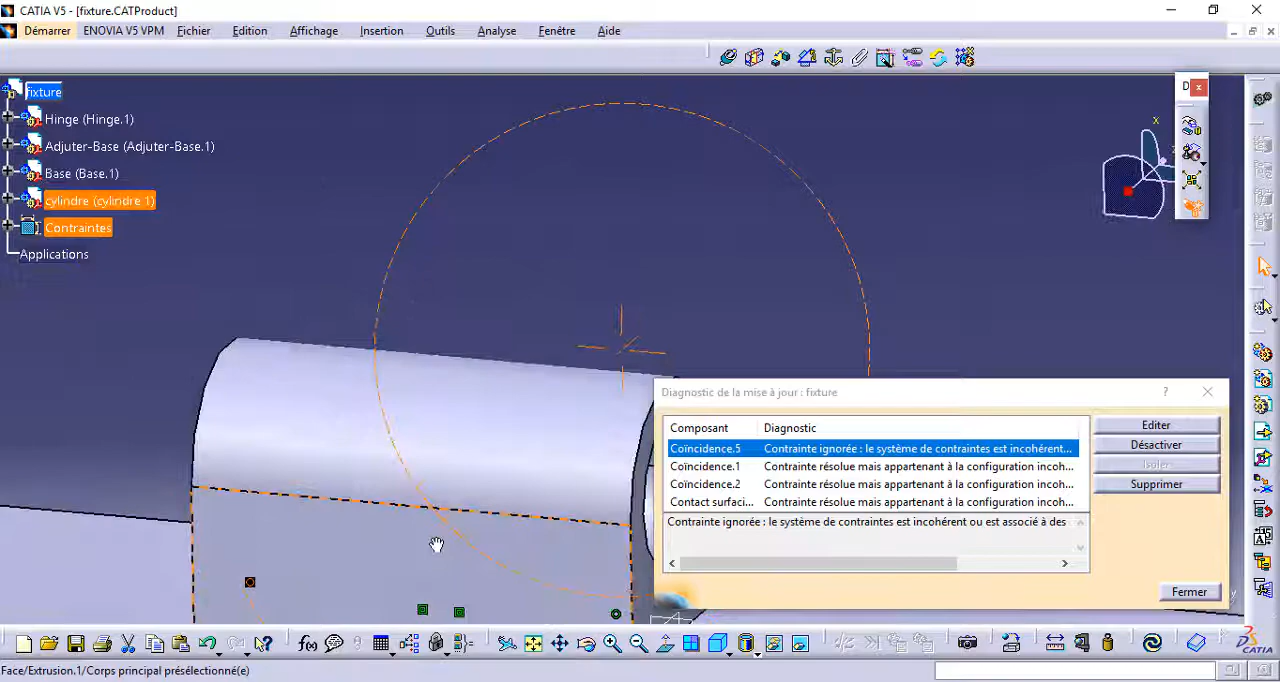 CATIA V5 - [fixture.CATProduct]
Démarrer ENOVIA V5 VPM Fichier Edition Affichage Insertion Outils Analyse Fenêtre Aide
D
fixture
Hinge (Hinge.1)
Adjuter-Base (Adjuter-Base.1)
Base (Base.1)
cylindre (cylindre 1)
Contraintes
Applications
x
Diagnostic de la mise à jour : fixture
Composant Diagnostic
Coïncidence.5 Contrainte ignorée : le système de contraintes est incohérent...
Coïncidence.1 Contrainte résolue mais appartenant à la configuration incoh...
Coïncidence.2 Contrainte résolue mais appartenant à la configuration incoh...
Contact surfaci... Contrainte résolue mais appartenant à la configuration incoh...
Contrainte ignorée : le système de contraintes est incohérent ou est associé à des
Editer
Désactiver
Isoler
Supprimer
Fermer
f(x)
CATIA
Face/Extrusion.1/Corps principal présélectionné(e)